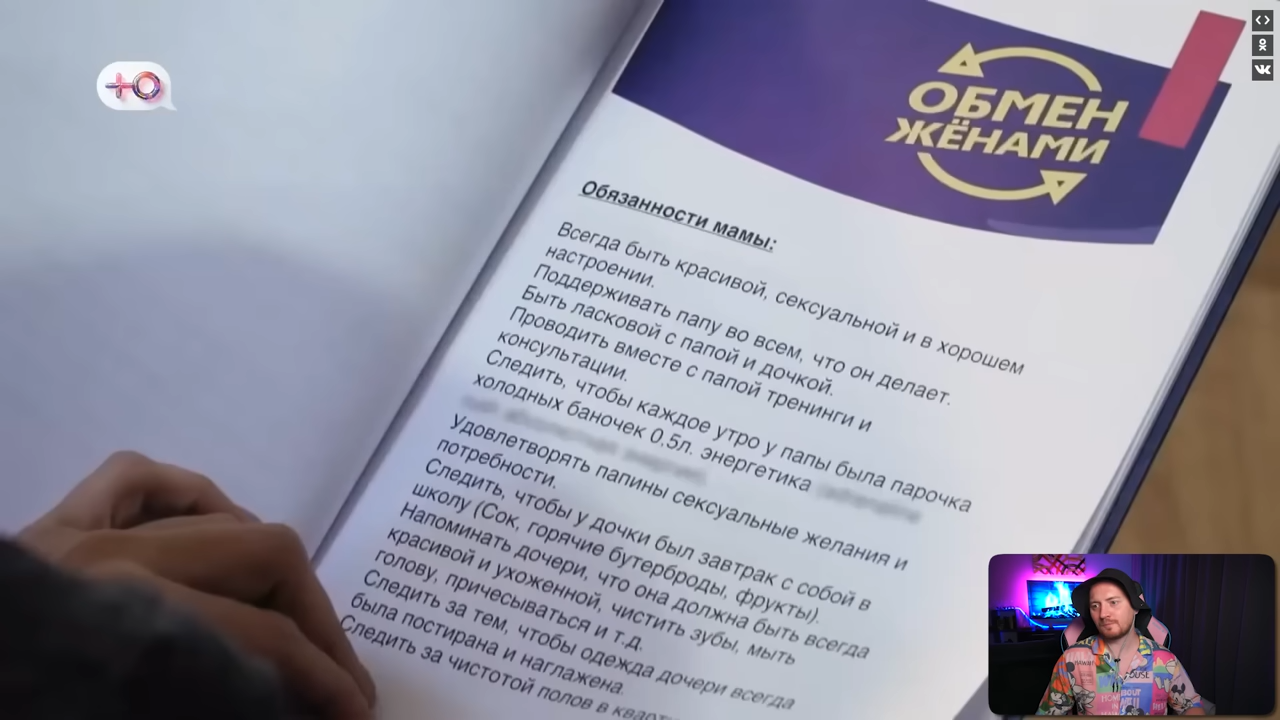 Ю
ОБМЕН
ЖЁНАМИ
Обязанности мамы:
Всегда быть красивой, сексуальной и в хорошем
настроении.
Поддерживать папу во всем, что он делает.
Быть ласковой с папой и дочкой.
Проводить вместе с папой тренинги и
консультации.
Следить, чтобы каждое утро у папы была парочка
холодных баночек 0,5л. энергетика
Удовлетворять папины сексуальные желания и
потребности.
Следить, чтобы у дочки был завтрак с собой в
школу (Сок, горячие бутерброды, фрукты).
Напоминать дочери, что она должна быть всегда
красивой и ухоженной, чистить зубы, мыть
голову, причесываться и т.д.
Следить за тем, чтобы одежда дочери всегда
была постирана и наглажена.
Следить за чистотой полов в